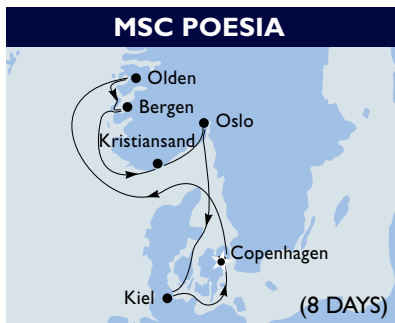 MSC POESIA
Olden
Bergen
Oslo
Kristiansand
Copenhagen
Kiel
(8 DAYS)